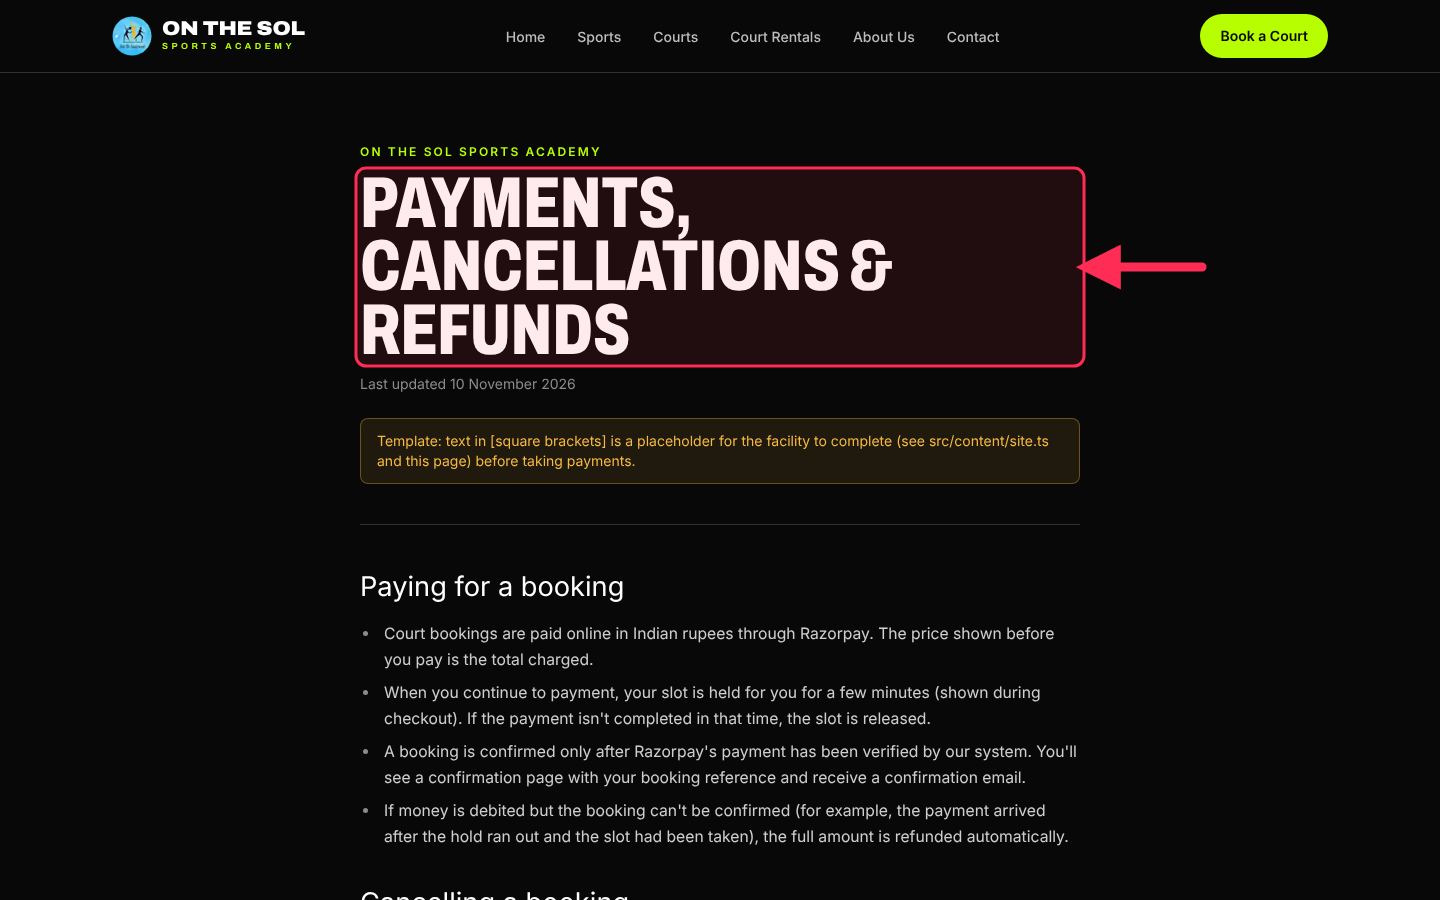 ON THE SOL
SPORTS ACADEMY
Home
Sports
Courts
Court Rentals
About Us
Contact
Book a Court
ON THE SOL SPORTS ACADEMY
PAYMENTS,
CANCELLATIONS &
REFUNDS
Last updated 10 November 2026
Template: text in [square brackets] is a placeholder for the facility to complete (see src/content/site.ts
and this page) before taking payments.
Paying for a booking
Court bookings are paid online in Indian rupees through Razorpay. The price shown before
you pay is the total charged.
When you continue to payment, your slot is held for you for a few minutes (shown during
checkout). If the payment isn't completed in that time, the slot is released.
A booking is confirmed only after Razorpay's payment has been verified by our system. You'll
see a confirmation page with your booking reference and receive a confirmation email.
If money is debited but the booking can't be confirmed (for example, the payment arrived
after the hold ran out and the slot had been taken), the full amount is refunded automatically.
Cancelling a booking